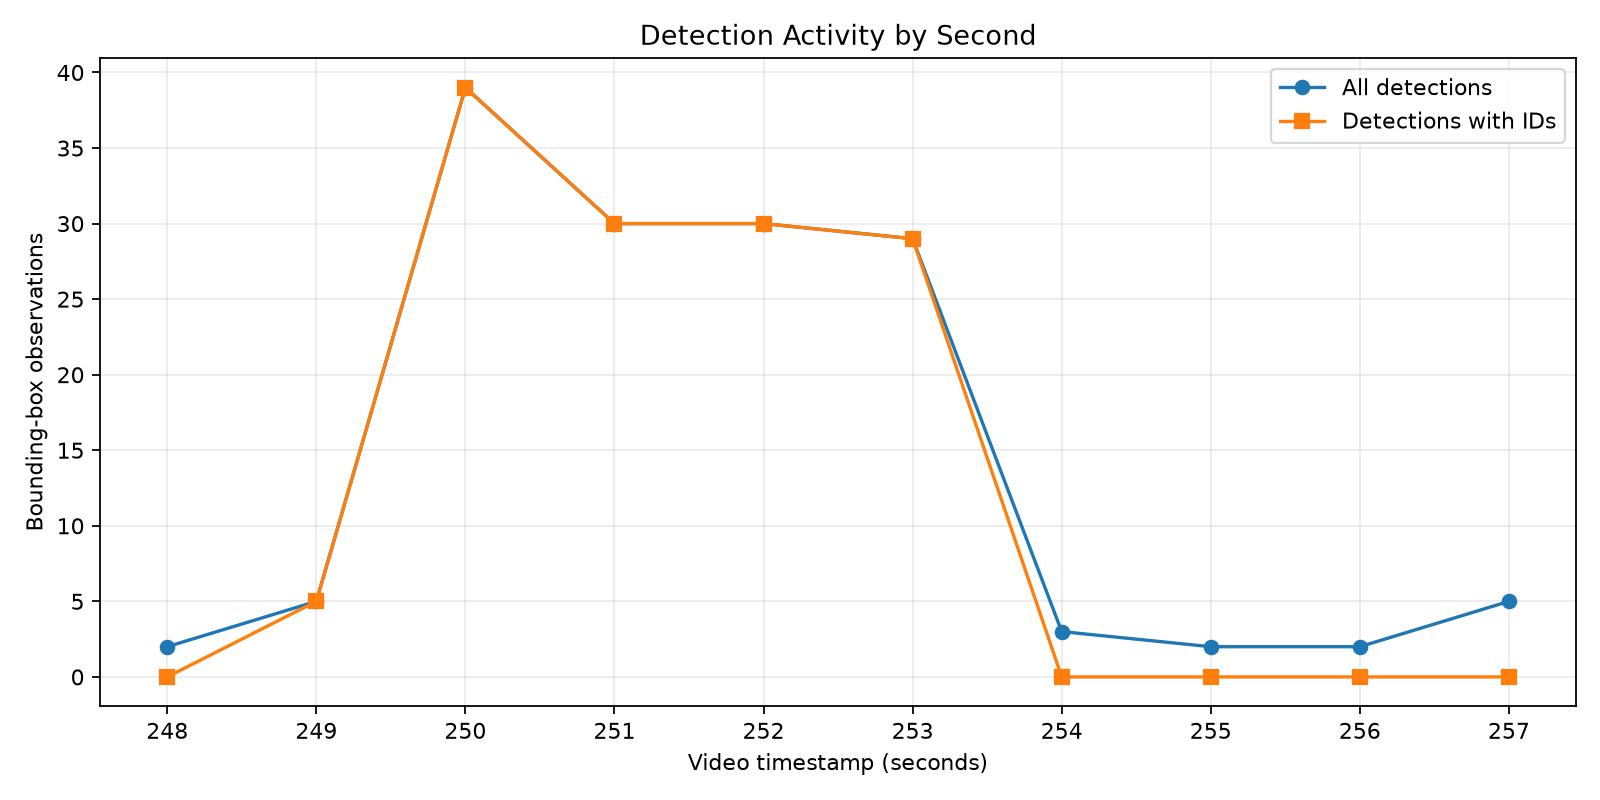 Detection Activity by Second
All detections
Detections with IDs
Bounding-box observations
40
35
30
25
20
15
10
5
0
248 249 250 251 252 253 254 255 256 257
Video timestamp (seconds)